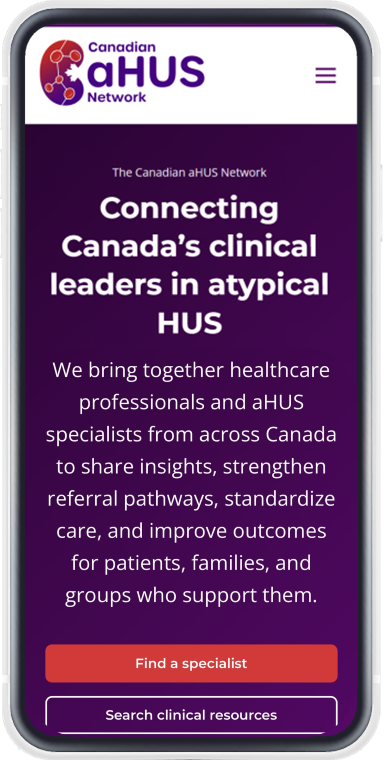 Canadian
aHUS
Network
The Canadian aHUS Network
Connecting
Canada’s clinical
leaders in atypical
HUS
We bring together healthcare
professionals and aHUS
specialists from across Canada
to share insights, strengthen
referral pathways, standardize
care, and improve outcomes
for patients, families, and
groups who support them.
Find a specialist
Search clinical resources